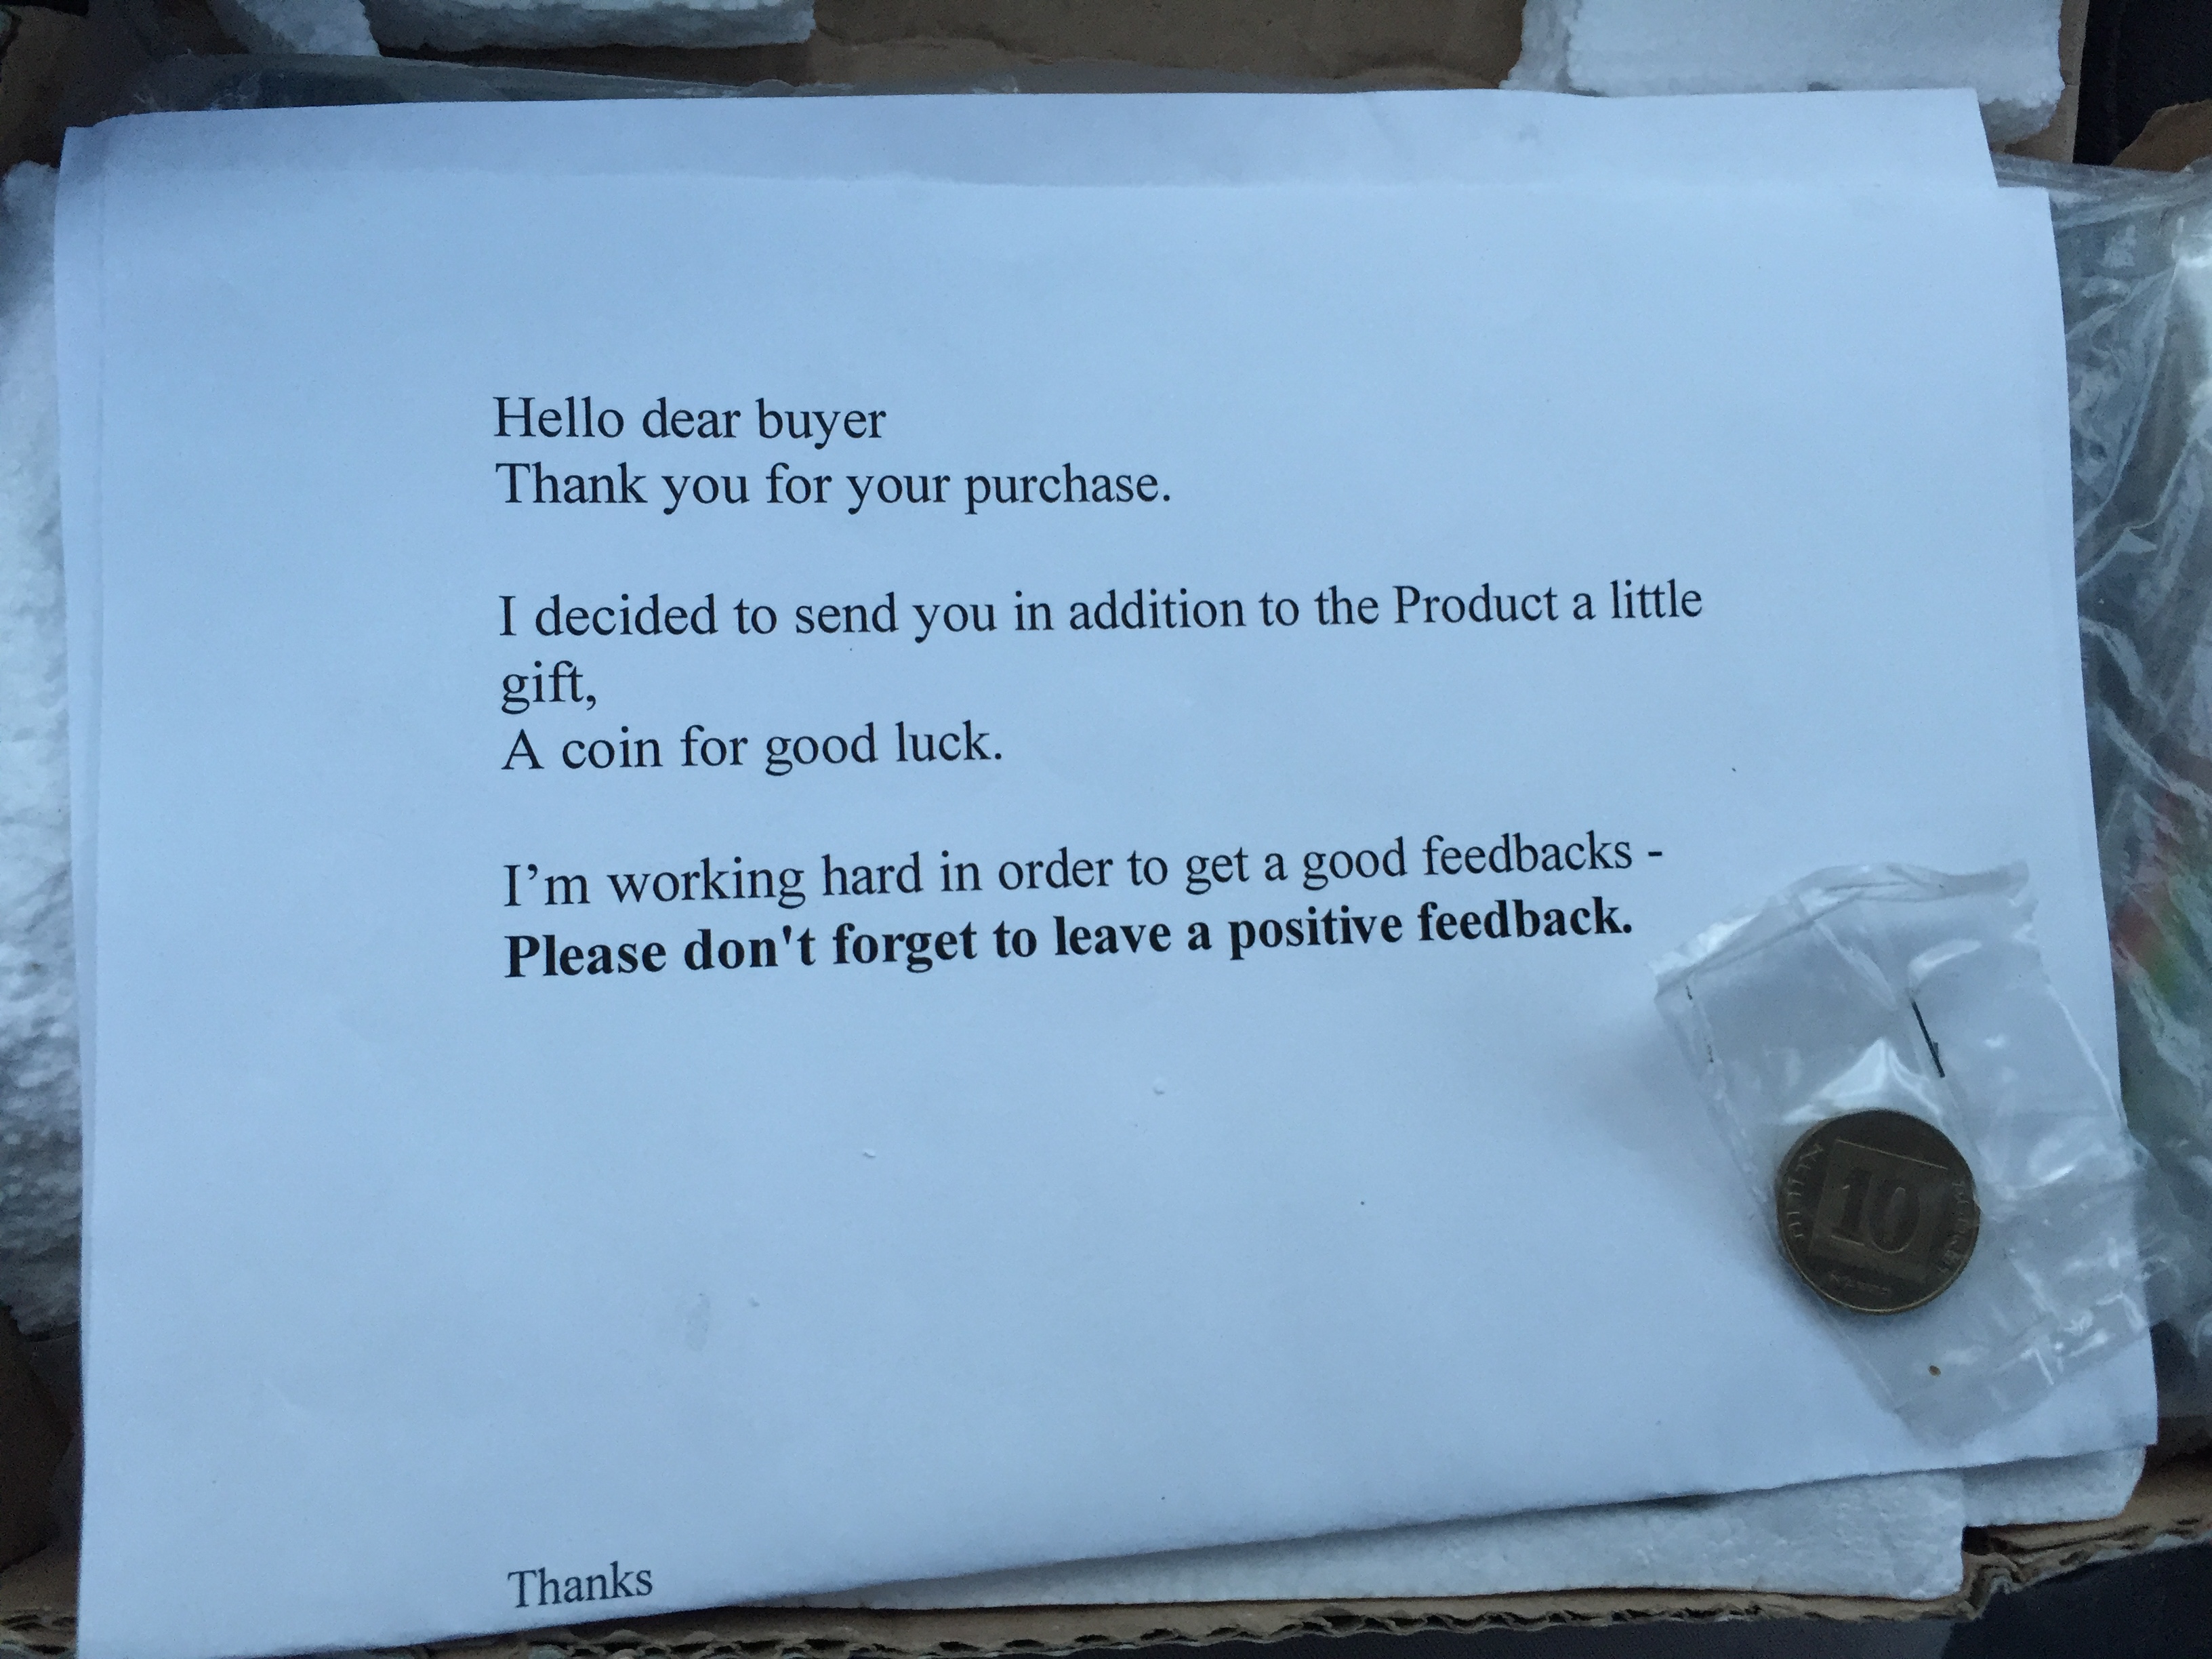 Hello dear buyer
Thank you for your purchase.
I decided to send you in addition to the Product a little
gift,
A coin for good luck.
I'm working hard in order to get a good feedbacks -
Please don't forget to leave a positive feedback.
Thanks
אגורות
10